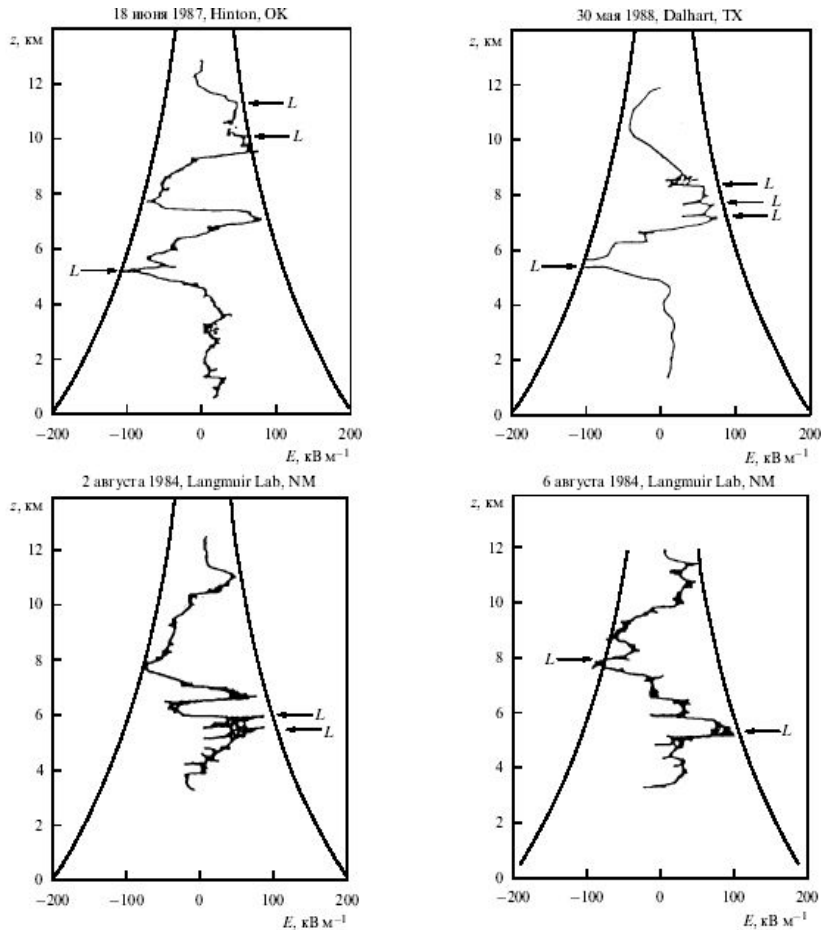 18 июня 1987, Hinton, OK
z, км
12
10
8
6
4
2
0
L
L
L
−200 −100 0 100 200
E, кВ м⁻¹
30 мая 1988, Dalhart, TX
z, км
12
10
8
6
4
2
0
L
L
L
L
−200 −100 0 100 200
E, кВ м⁻¹
2 августа 1984, Langmuir Lab, NM
z, км
12
10
8
6
4
2
0
L
L
−200 −100 0 100 200
E, кВ м⁻¹
6 августа 1984, Langmuir Lab, NM
z, км
12
10
8
6
4
2
0
L
L
−200 −100 0 100 200
E, кВ м⁻¹